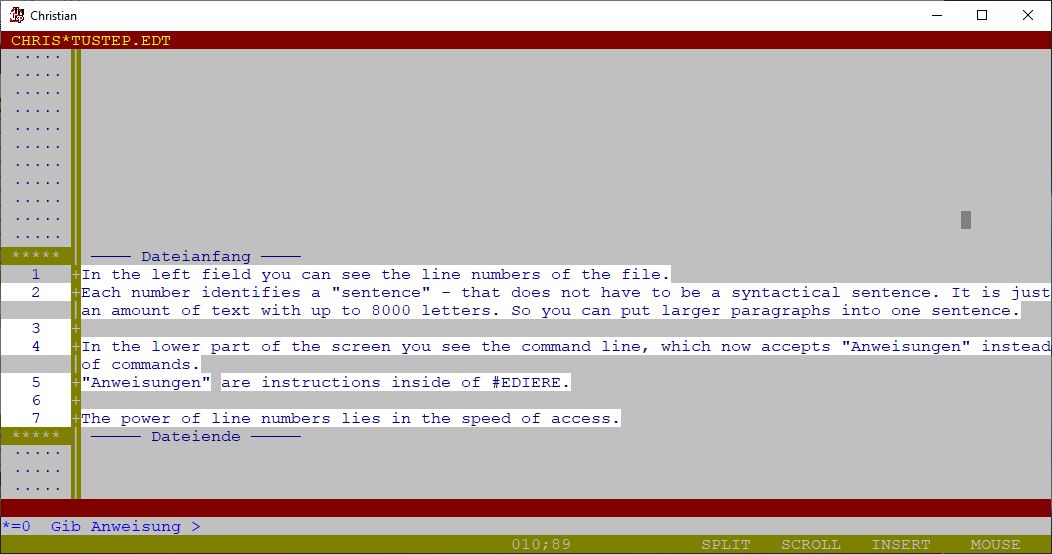 Christian
CHRIS*TUSTEP.EDT
.....
.....
.....
.....
.....
.....
.....
.....
.....
.....
.....
***** ──── Dateianfang ────
1 +In the left field you can see the line numbers of the file.
2 +Each number identifies a "sentence" - that does not have to be a syntactical sentence. It is just
|an amount of text with up to 8000 letters. So you can put larger paragraphs into one sentence.
3 +
4 +In the lower part of the screen you see the command line, which now accepts "Anweisungen" instead
|of commands.
5 +"Anweisungen" are instructions inside of #EDIERE.
6 +
7 +The power of line numbers lies in the speed of access.
***** ───── Dateiende ─────
.....
.....
.....
*=0 Gib Anweisung >
010;89 SPLIT SCROLL INSERT MOUSE